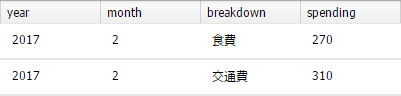 year month breakdown spending
2017 2 食費 270
2017 2 交通費 310